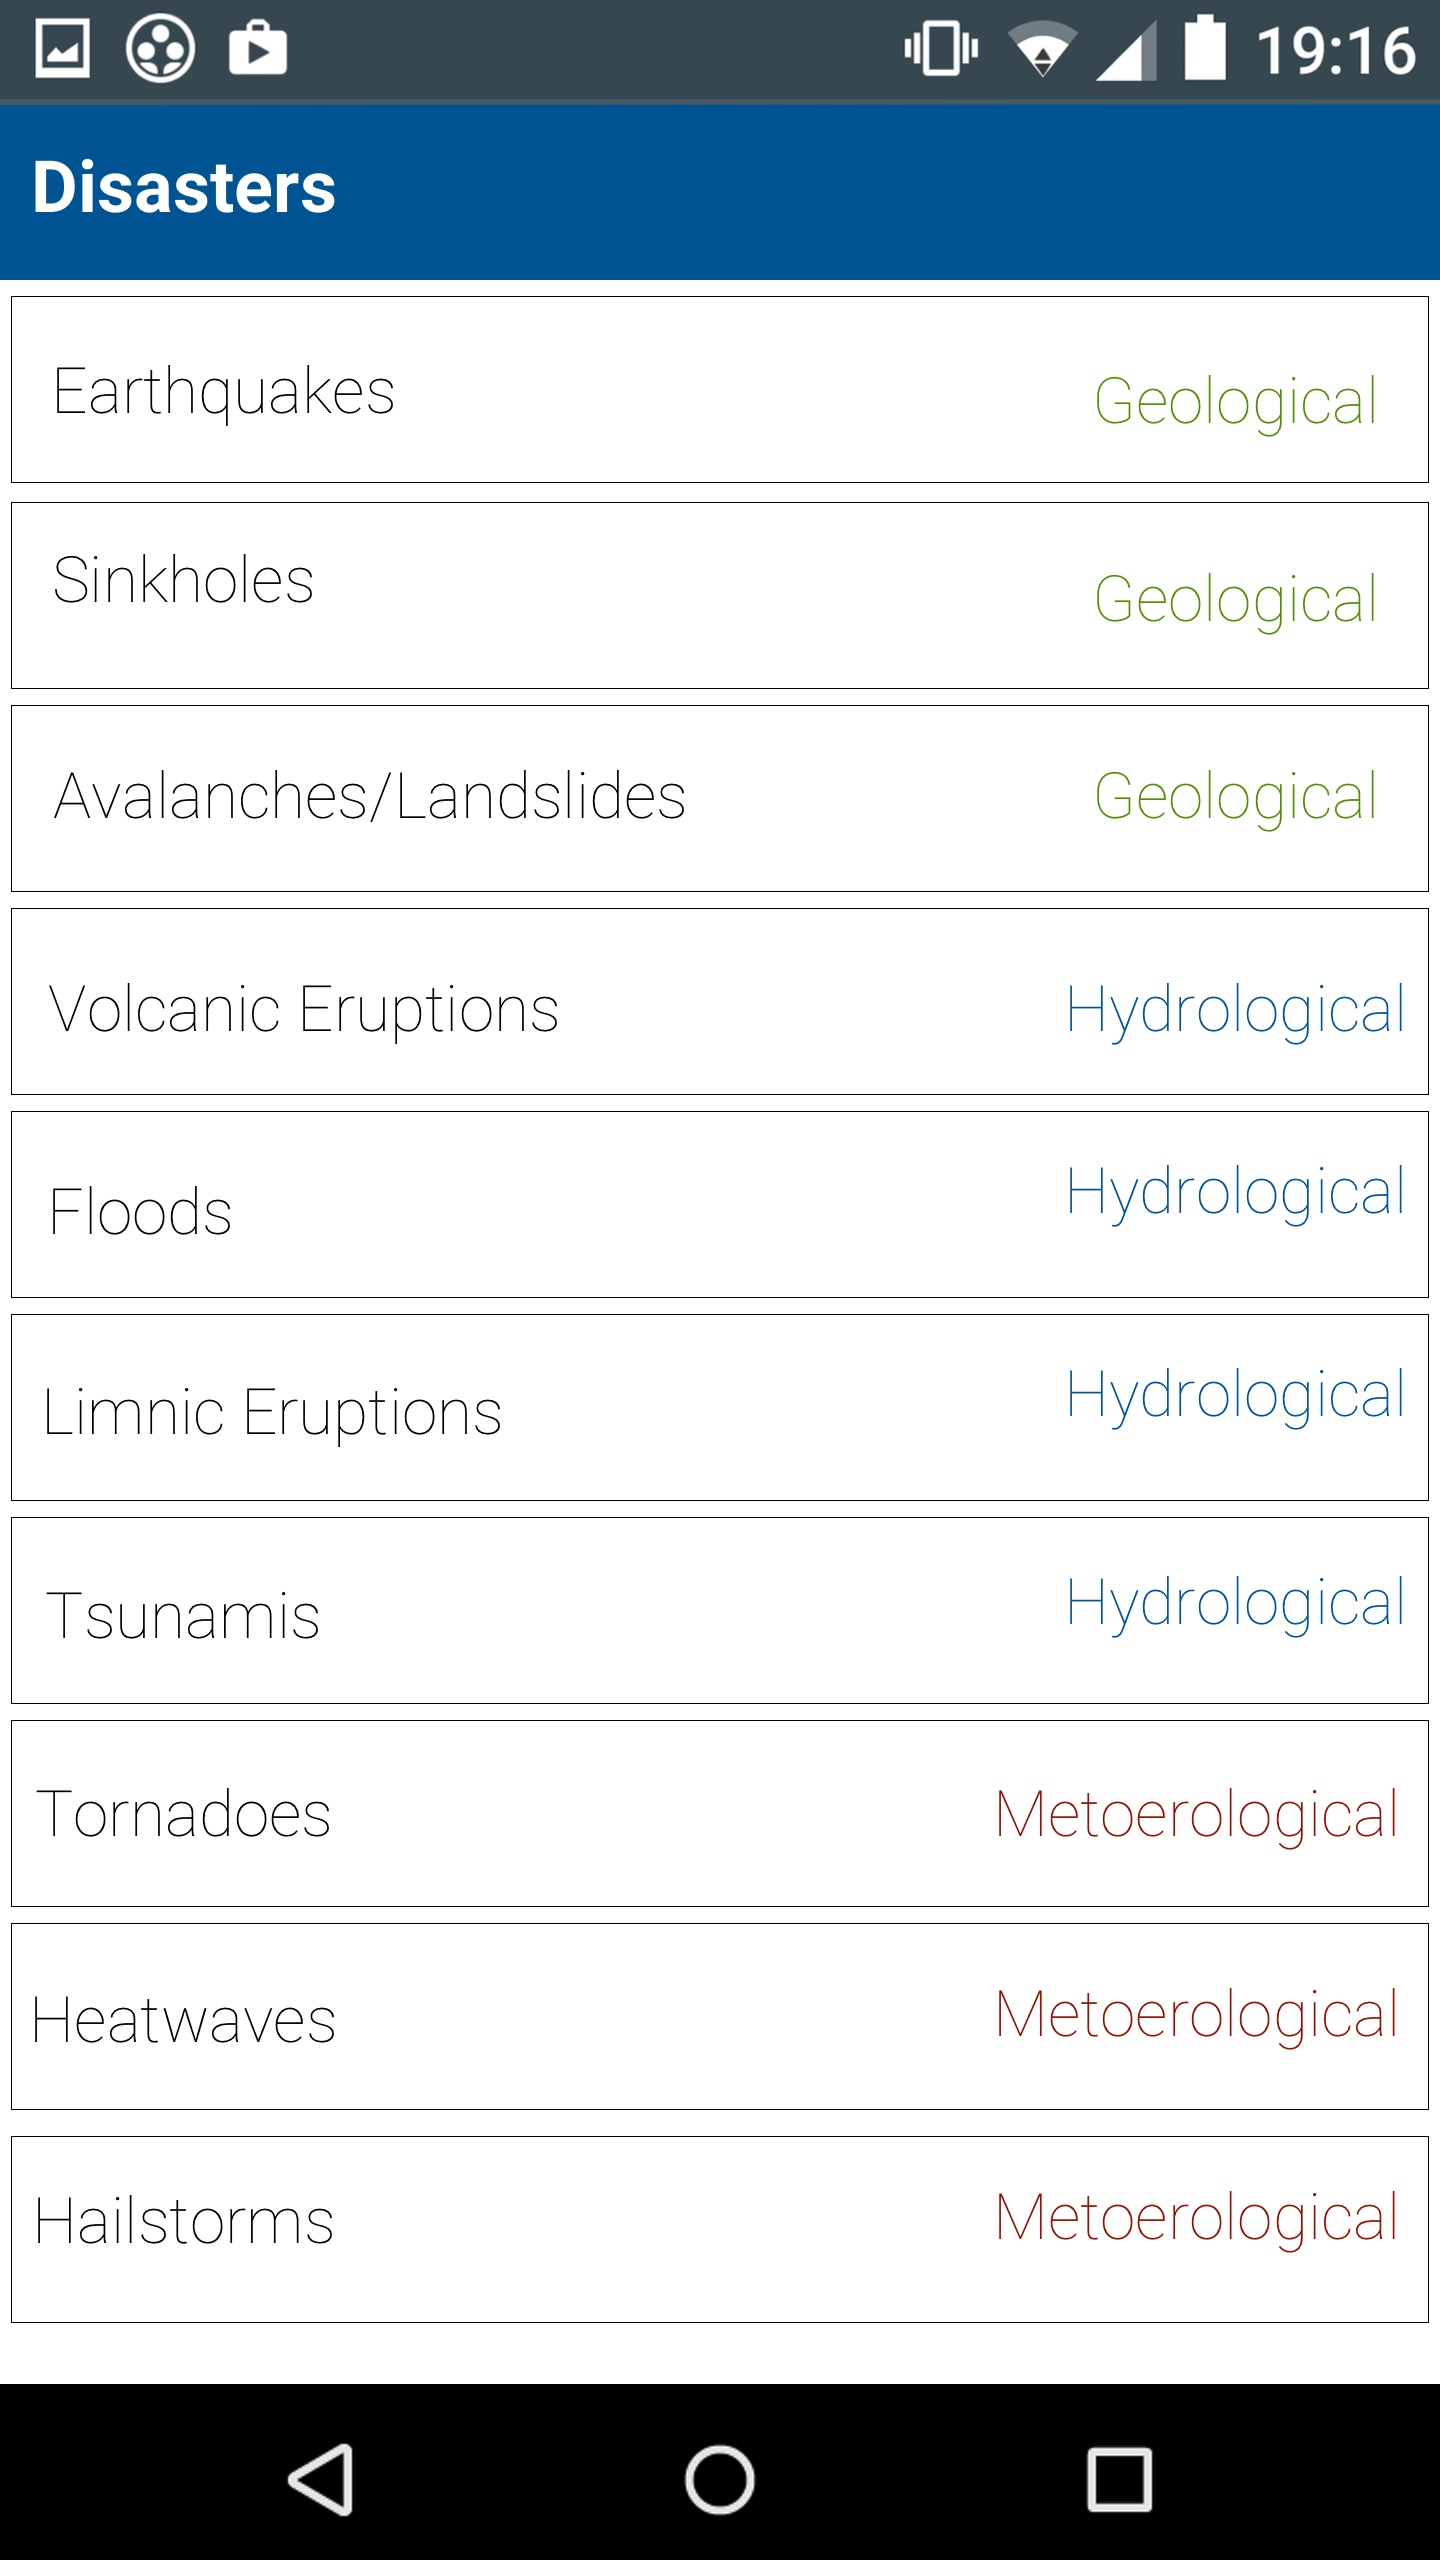 19:16
Disasters
Earthquakes Geological
Sinkholes Geological
Avalanches/Landslides Geological
Volcanic Eruptions Hydrological
Floods Hydrological
Limnic Eruptions Hydrological
Tsunamis Hydrological
Tornadoes Metoerological
Heatwaves Metoerological
Hailstorms Metoerological